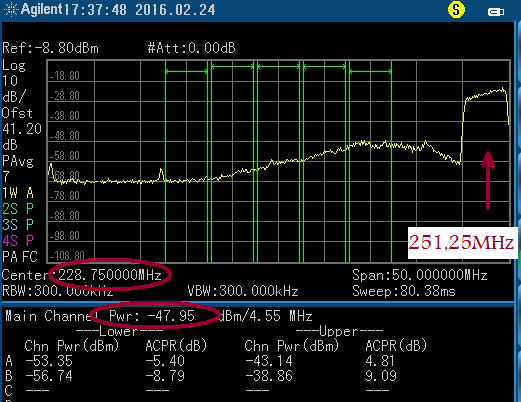 Agilent 17:37:48 2016.02.24 S
Ref:-8.80dBm #Att:0.00dB
Log
10
dB/
Ofst
41.20
dB
PAvg
7
1W A
2S P
3S P
4S P
PA FC
-18.80
-28.80
-38.80
-48.80
-58.80
-68.80
-78.80
-88.80
-98.80
-108.80
251,25MHz
Center:228.750000MHz Span:50.000000MHz
RBW:300.000kHz VBW:300.000kHz Sweep:80.38ms
Main Channel Pwr: -47.95 dBm/4.55 MHz
---Lower--- ---Upper---
Chn Pwr(dBm) ACPR(dB) Chn Pwr(dBm) ACPR(dB)
A -53.35 -5.40 -43.14 4.81
B -56.74 -8.79 -38.86 9.09
C --- --- --- ---